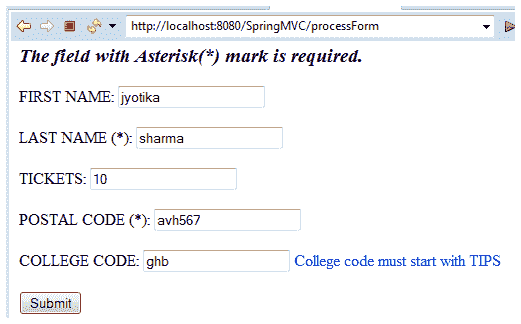 http://localhost:8080/SpringMVC/processForm
The field with Asterisk(*) mark is required.
FIRST NAME: jyotika
LAST NAME (*): sharma
TICKETS: 10
POSTAL CODE (*): avh567
COLLEGE CODE: ghb College code must start with TIPS
Submit